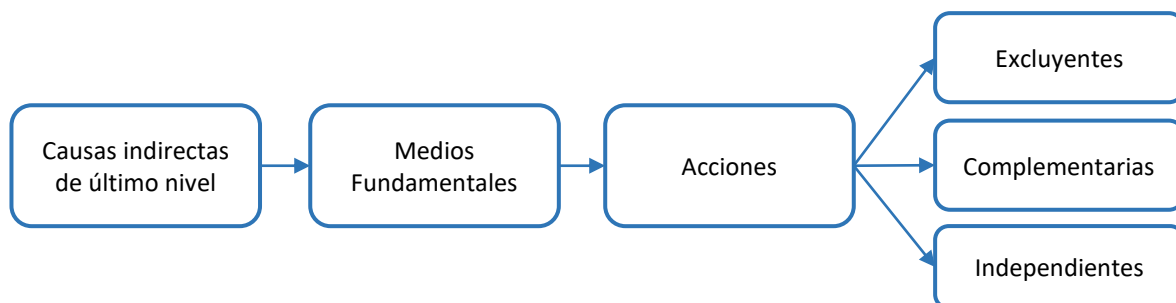 Causas indirectas
de último nivel
Medios
Fundamentales
Acciones
Excluyentes
Complementarias
Independientes